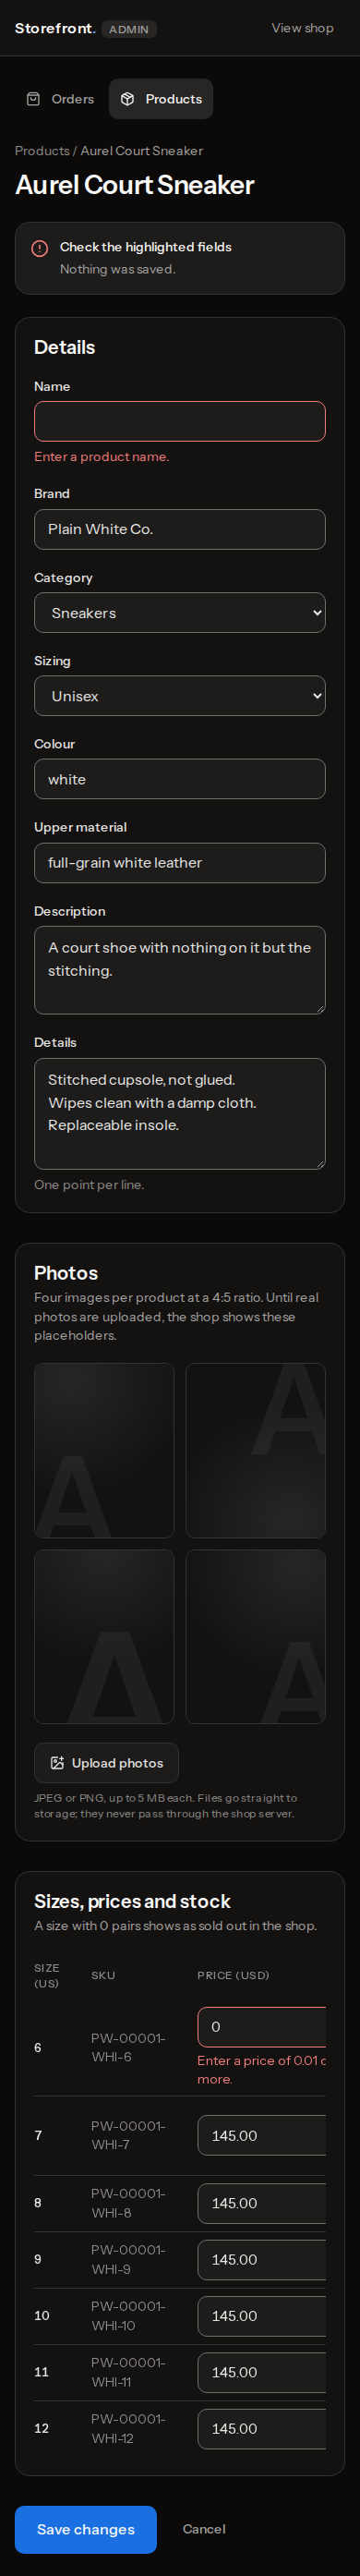 Storefront. ADMIN View shop
Orders Products
Products / Aurel Court Sneaker
Aurel Court Sneaker
Check the highlighted fields
Nothing was saved.
Details
Name
Enter a product name.
Brand
Plain White Co.
Category
Sneakers
Sizing
Unisex
Colour
white
Upper material
full-grain white leather
Description
A court shoe with nothing on it but the
stitching.
Details
Stitched cupsole, not glued.
Wipes clean with a damp cloth.
Replaceable insole.
One point per line.
Photos
Four images per product at a 4:5 ratio. Until real
photos are uploaded, the shop shows these
placeholders.
A
A
A
A
Upload photos
JPEG or PNG, up to 5 MB each. Files go straight to
storage; they never pass through the shop server.
Sizes, prices and stock
A size with 0 pairs shows as sold out in the shop.
SIZE
(US)
SKU
PRICE (USD)
6
PW-00001-
WHI-6
0
Enter a price of 0.01
more.
7
PW-00001-
WHI-7
145.00
8
PW-00001-
WHI-8
145.00
9
PW-00001-
WHI-9
145.00
10
PW-00001-
WHI-10
145.00
11
PW-00001-
WHI-11
145.00
12
PW-00001-
WHI-12
145.00
Save changes Cancel